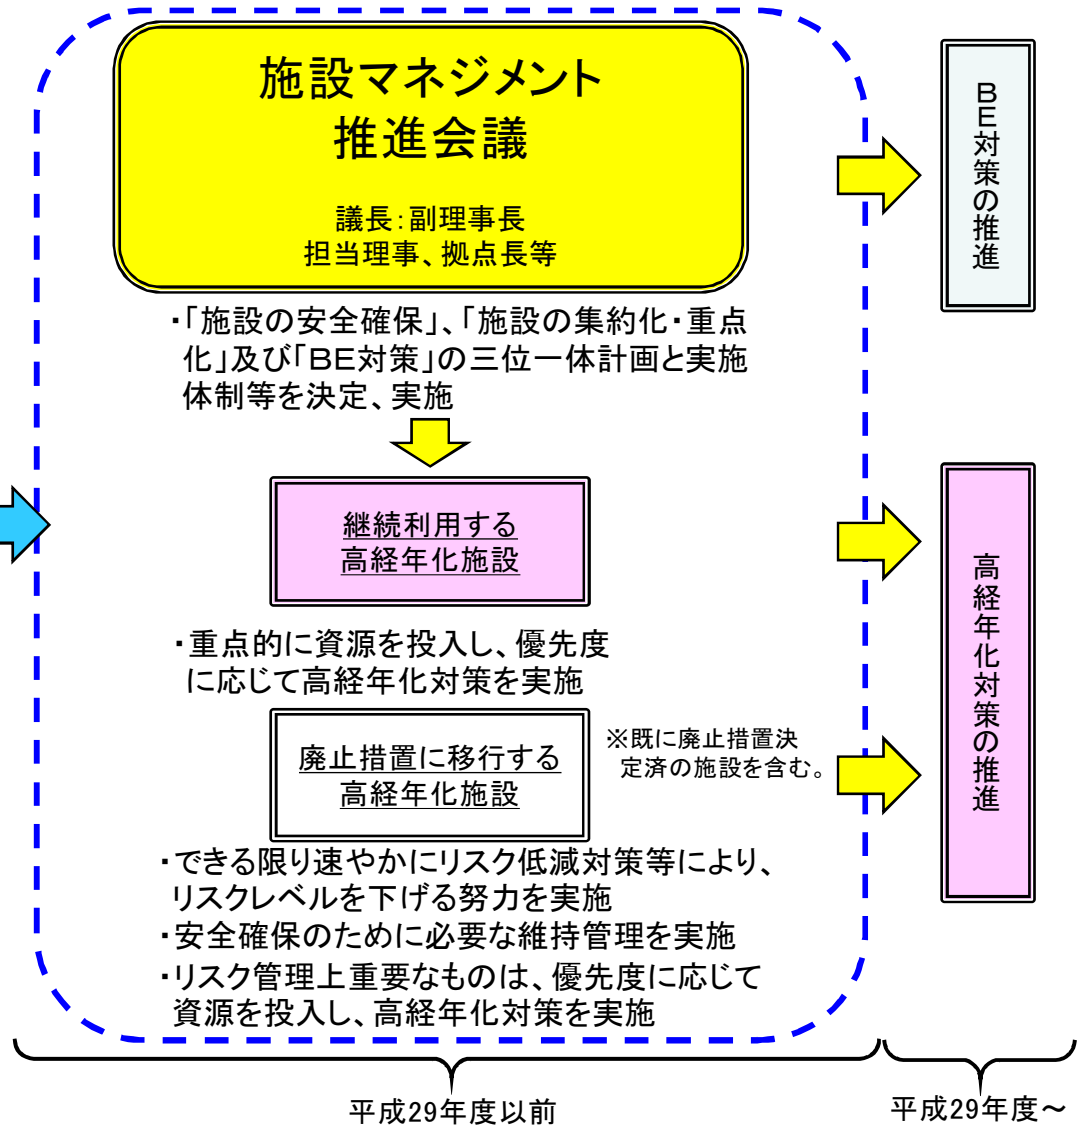 施設マネジメント
推進会議
議長：副理事長
担当理事、拠点長等
・「施設の安全確保」、「施設の集約化・重点
化」及び「BE対策」の三位一体計画と実施
体制等を決定、実施
継続利用する
高経年化施設
・重点的に資源を投入し、優先度
に応じて高経年化対策を実施
廃止措置に移行する
高経年化施設
※既に廃止措置決
定済の施設を含む。
・できる限り速やかにリスク低減対策等により、
リスクレベルを下げる努力を実施
・安全確保のために必要な維持管理を実施
・リスク管理上重要なものは、優先度に応じて
資源を投入し、高経年化対策を実施
平成29年度以前
BE対策の推進
高経年化対策の推進
平成29年度～